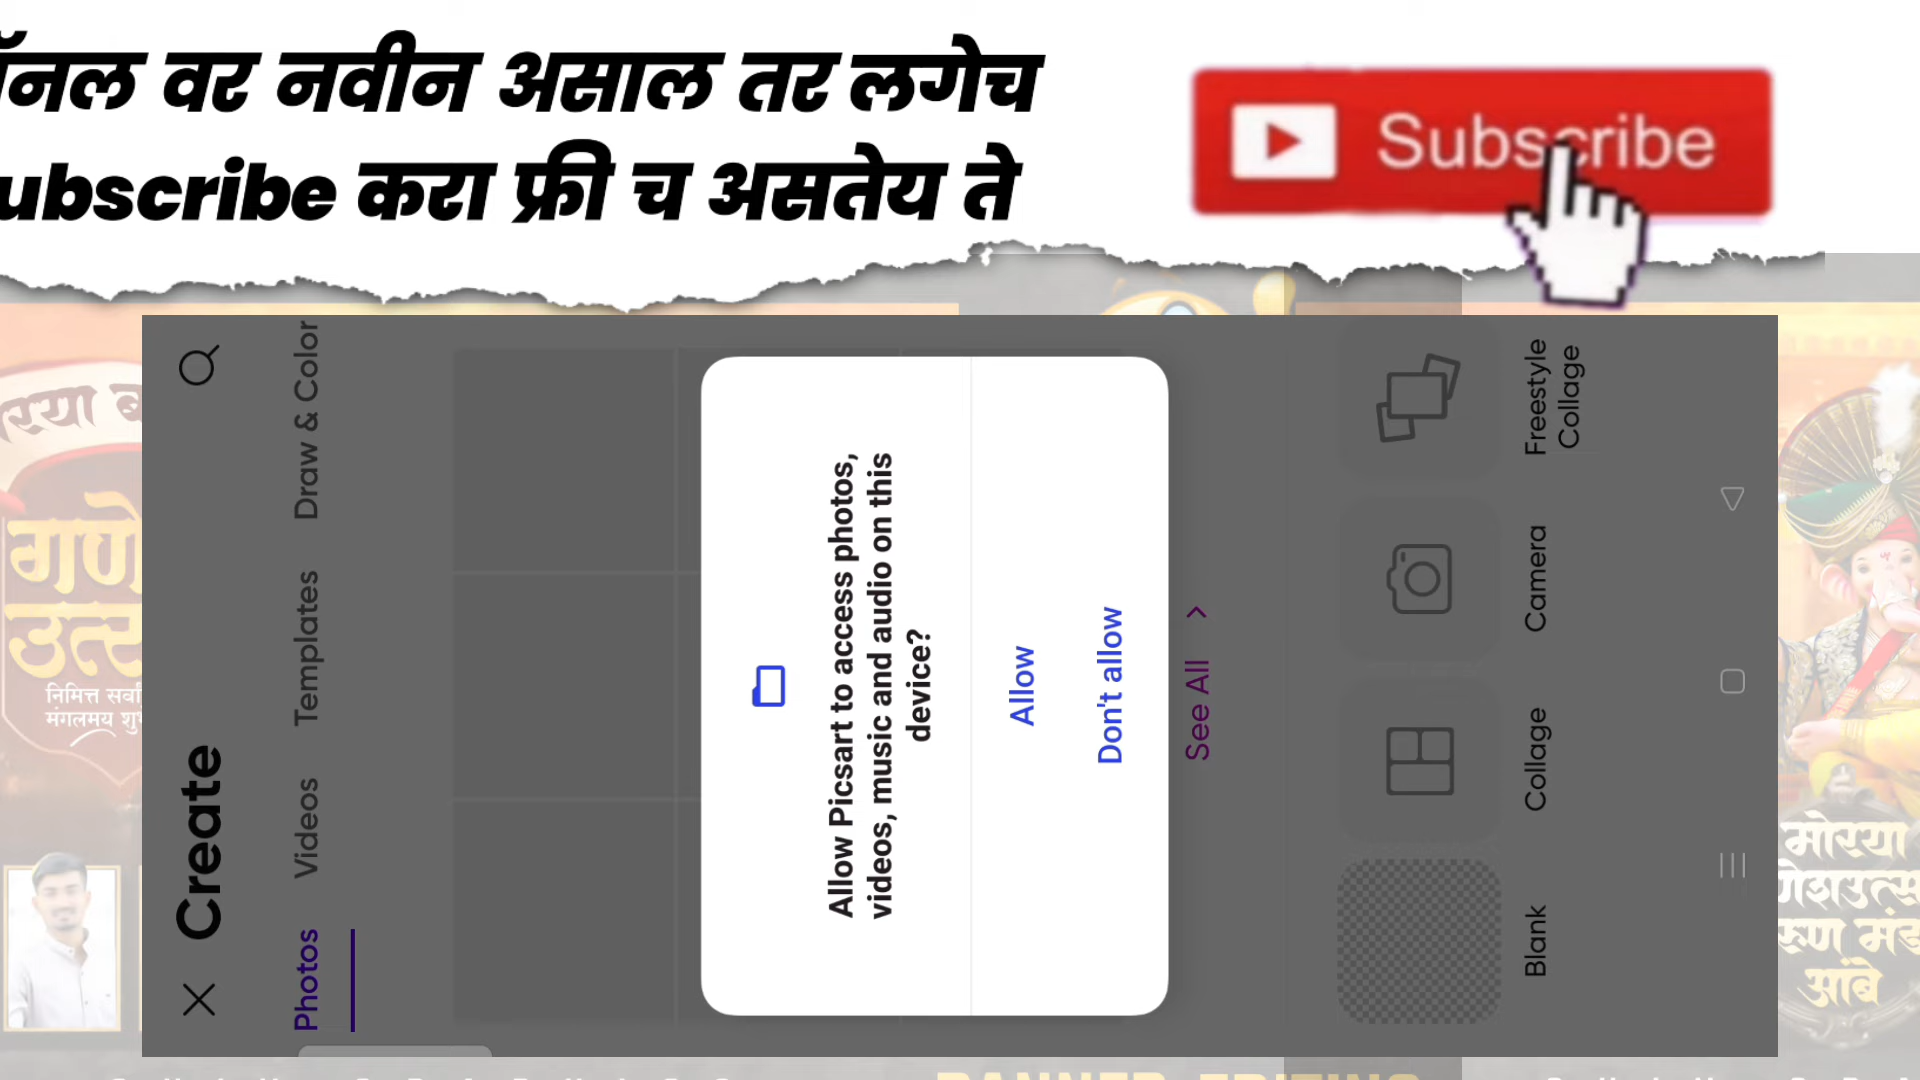 नल वर नवीन असाल तर लगेच
ubscribe करा फ्री च असतेय ते
Subscribe
Create
Photos
Videos
Templates
Draw & Color
Allow Picsart to access photos,
videos, music and audio on this
device?
Allow
Don't allow
See All
Blank
Collage
Camera
Freestyle
Collage
निमित्त
मंगलमय
मोरया
आंबे